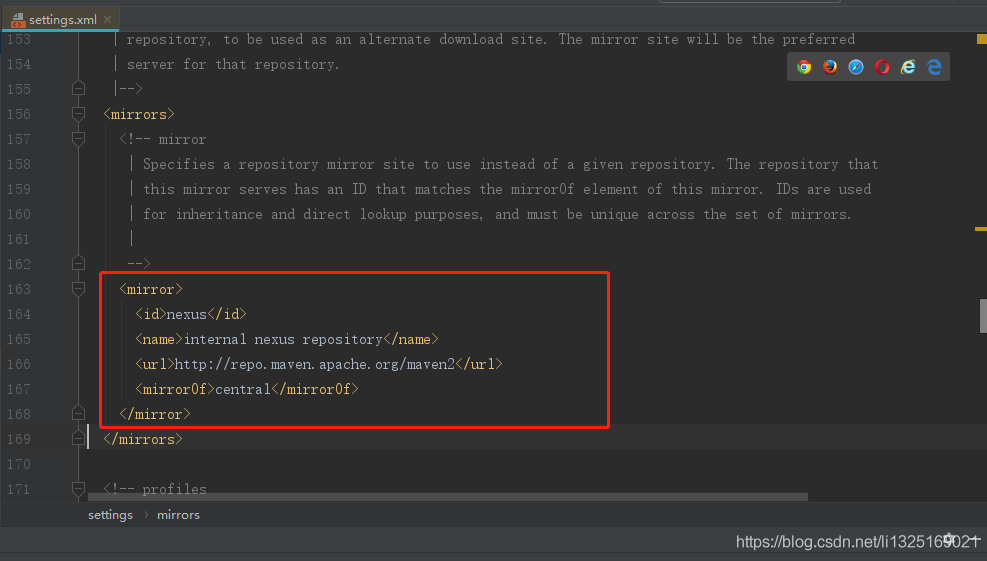 settings.xml
153 | repository, to be used as an alternate download site. The mirror site will be the preferred
154 | server for that repository.
155 |-->
156 <mirrors>
157 <!-- mirror
158 | Specifies a repository mirror site to use instead of a given repository. The repository that
159 | this mirror serves has an ID that matches the mirrorOf element of this mirror. IDs are used
160 | for inheritance and direct lookup purposes, and must be unique across the set of mirrors.
161 |
162 -->
163 <mirror>
164 <id>nexus</id>
165 <name>internal nexus repository</name>
166 <url>http://repo.maven.apache.org/maven2</url>
167 <mirrorOf>central</mirrorOf>
168 </mirror>
169 </mirrors>
170
171 <!-- profiles
settings › mirrors
https://blog.csdn.net/li1325169021